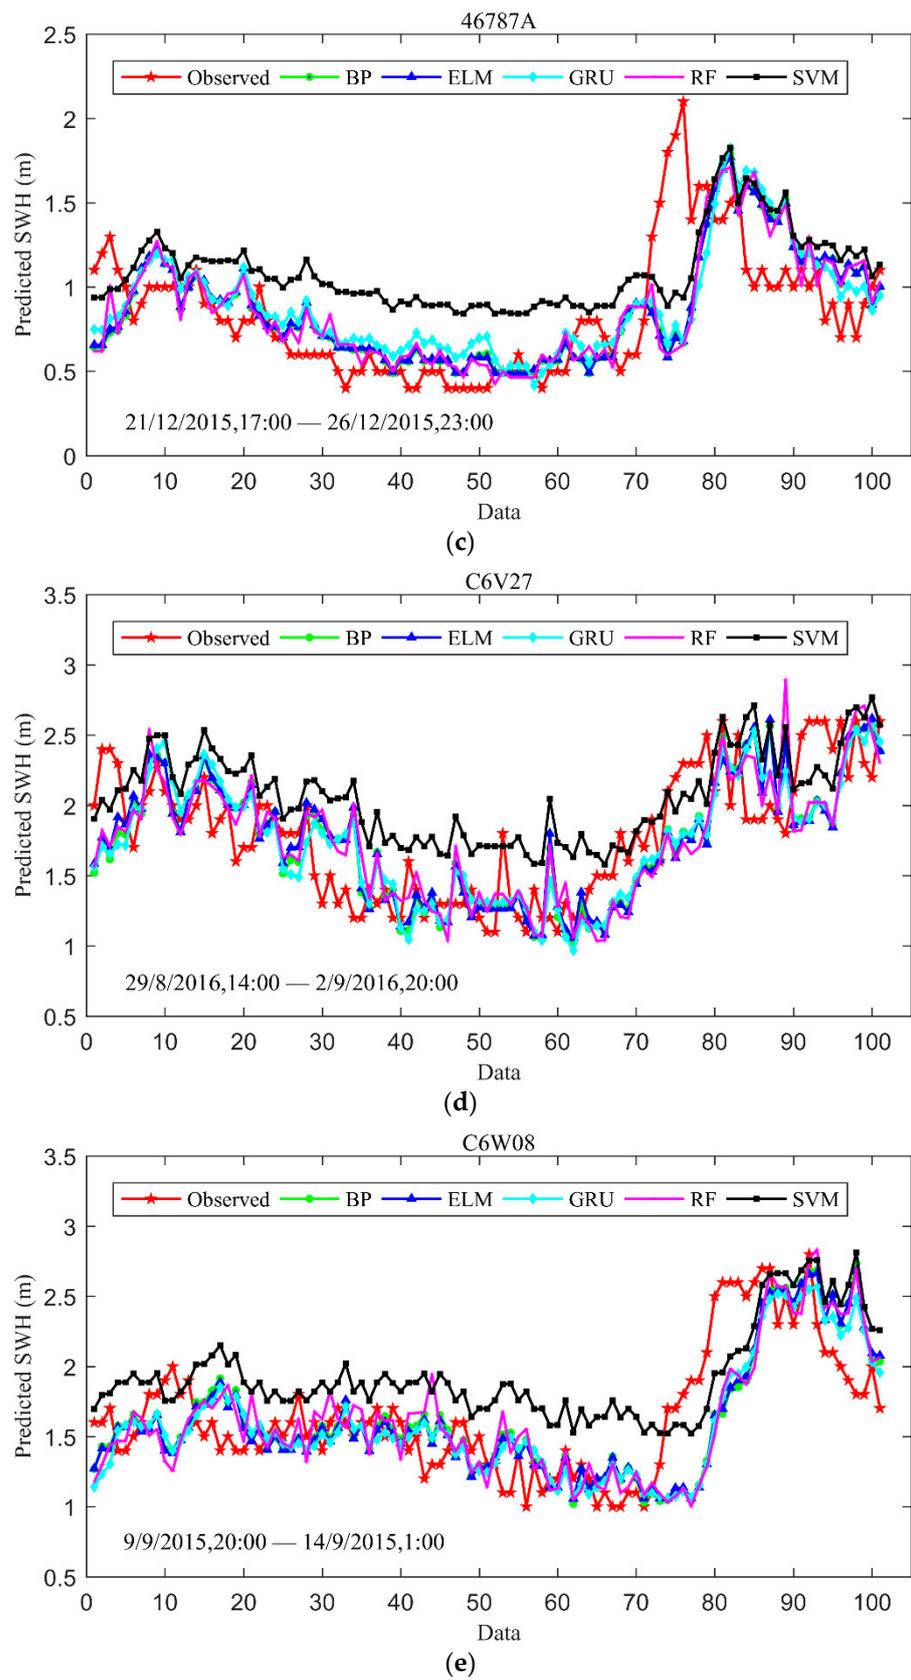 46787A
2.5
Observed BP ELM GRU RF SVM
2
1.5
1
0.5
0
Predicted SWH (m)
21/12/2015,17:00 — 26/12/2015,23:00
0 10 20 30 40 50 60 70 80 90 100
Data
(c)
C6V27
3.5
Observed BP ELM GRU RF SVM
3
2.5
2
1.5
1
0.5
Predicted SWH (m)
29/8/2016,14:00 — 2/9/2016,20:00
0 10 20 30 40 50 60 70 80 90 100
Data
(d)
C6W08
3.5
Observed BP ELM GRU RF SVM
3
2.5
2
1.5
1
0.5
Predicted SWH (m)
9/9/2015,20:00 — 14/9/2015,1:00
0 10 20 30 40 50 60 70 80 90 100
Data
(e)